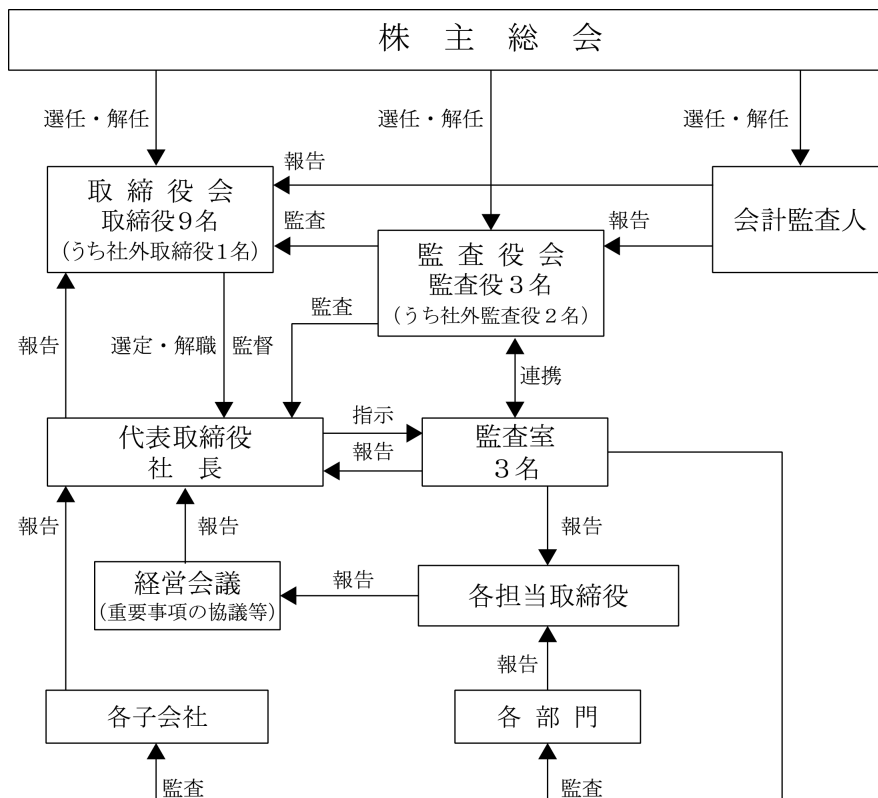 株主総会
選任・解任
選任・解任
選任・解任
報告
取締役会
取締役9名
（うち社外取締役1名）
監査
報告
会計監査人
監査役会
監査役3名
（うち社外監査役2名）
監査
報告
選定・解職
監督
連携
代表取締役
社長
指示
報告
監査室
3名
報告
報告
報告
経営会議
（重要事項の協議等）
報告
各担当取締役
報告
各子会社
各部門
監査
監査